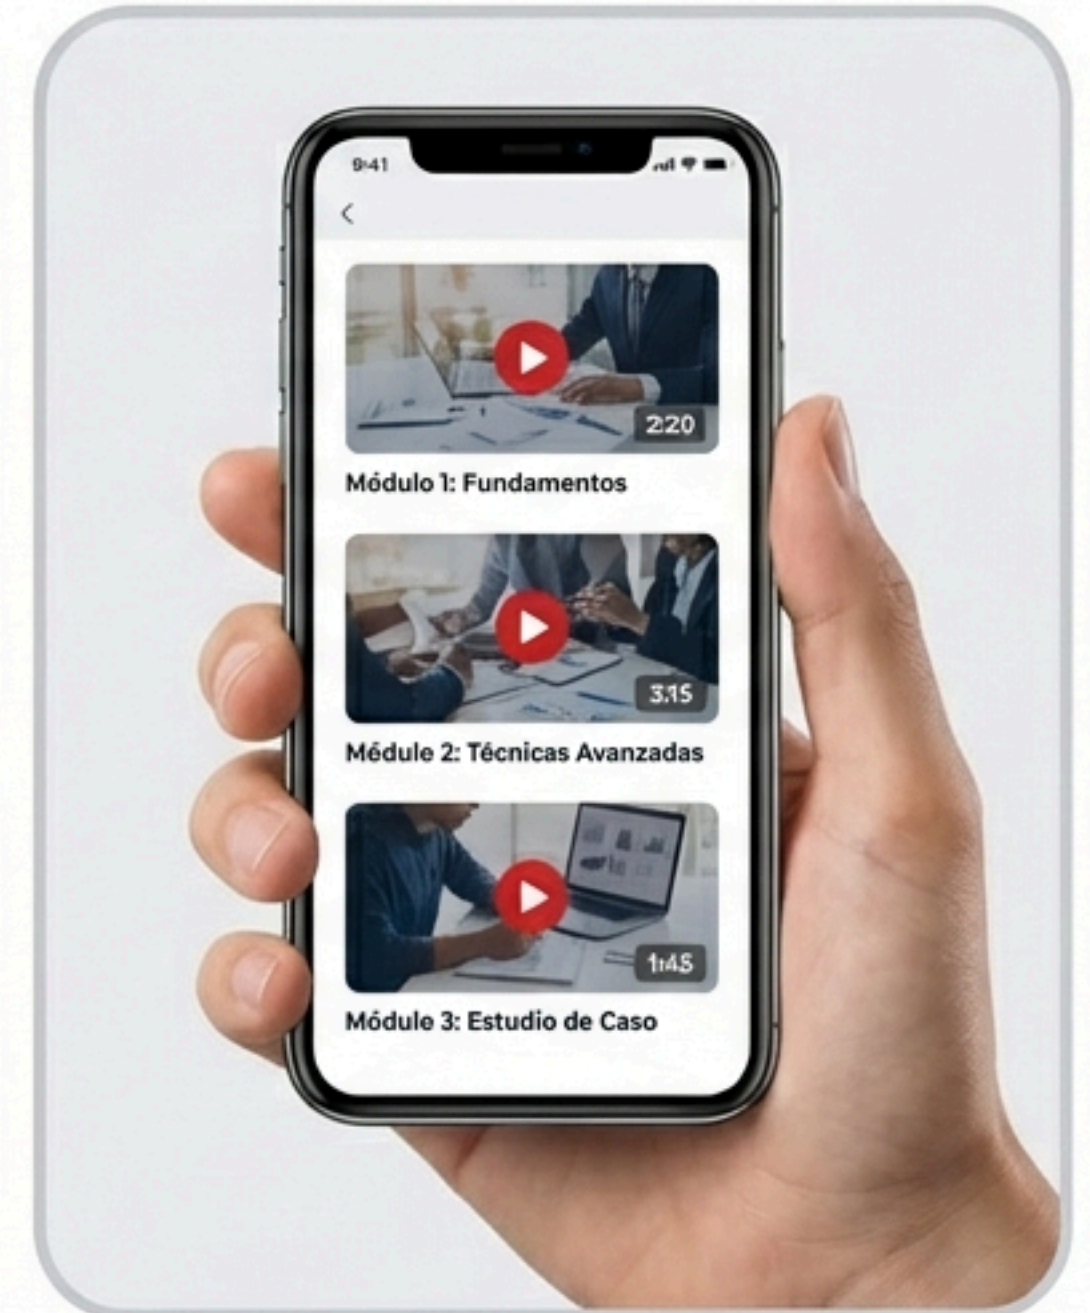 9:41
2:20
Módulo 1: Fundamentos
3:15
Médule 2: Técnicas Avanzadas
1:45
Módule 3: Estudio de Caso